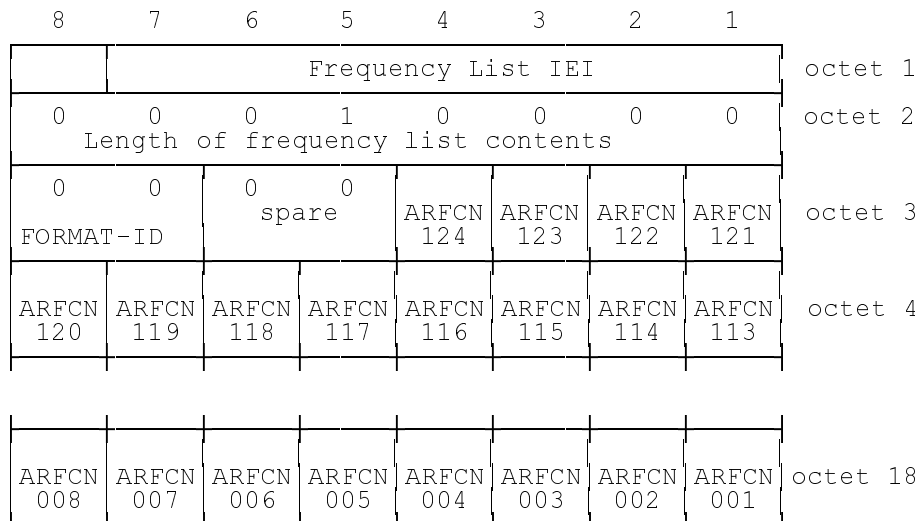 8 7 6 5 4 3 2 1
Frequency List IEI octet 1
0 0 0 1 0 0 0 0 octet 2
Length of frequency list contents
0 0 0 0
spare ARFCN ARFCN ARFCN ARFCN octet 3
FORMAT-ID 124 123 122 121
ARFCN ARFCN ARFCN ARFCN ARFCN ARFCN ARFCN ARFCN octet 4
120 119 118 117 116 115 114 113
ARFCN ARFCN ARFCN ARFCN ARFCN ARFCN ARFCN ARFCN octet 18
008 007 006 005 004 003 002 001